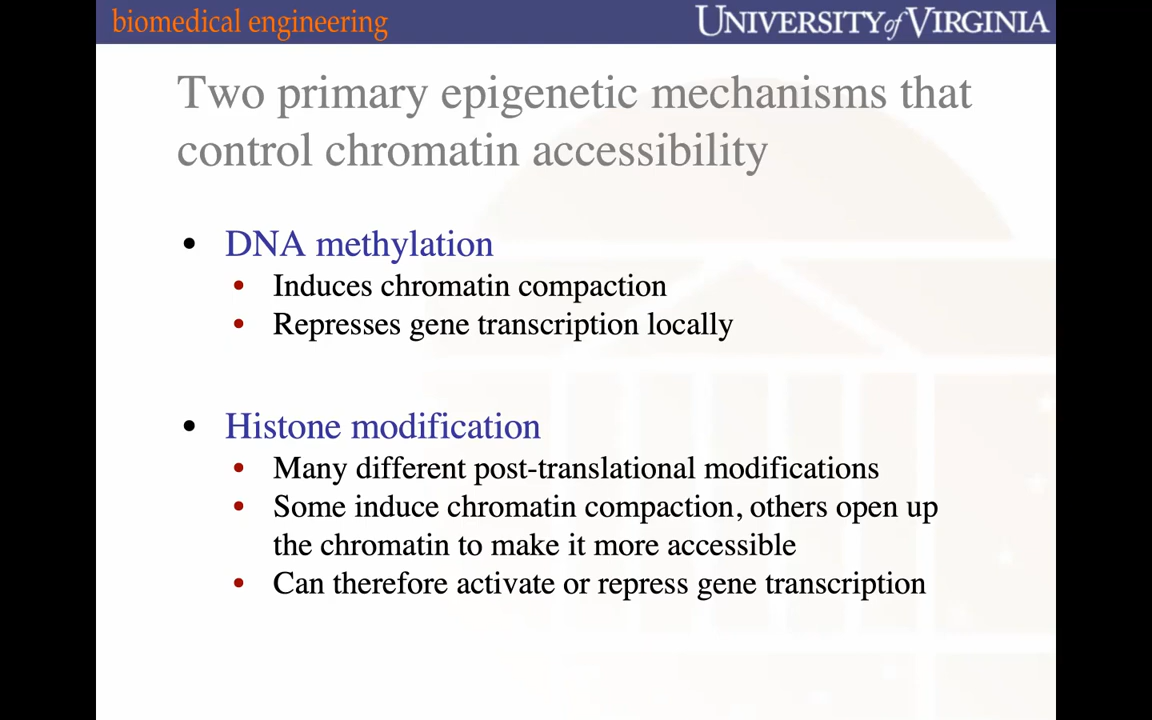 biomedical engineering
UNIVERSITY of VIRGINIA
Two primary epigenetic mechanisms that
control chromatin accessibility
• DNA methylation
• Induces chromatin compaction
• Represses gene transcription locally
• Histone modification
• Many different post-translational modifications
• Some induce chromatin compaction, others open up
the chromatin to make it more accessible
• Can therefore activate or repress gene transcription